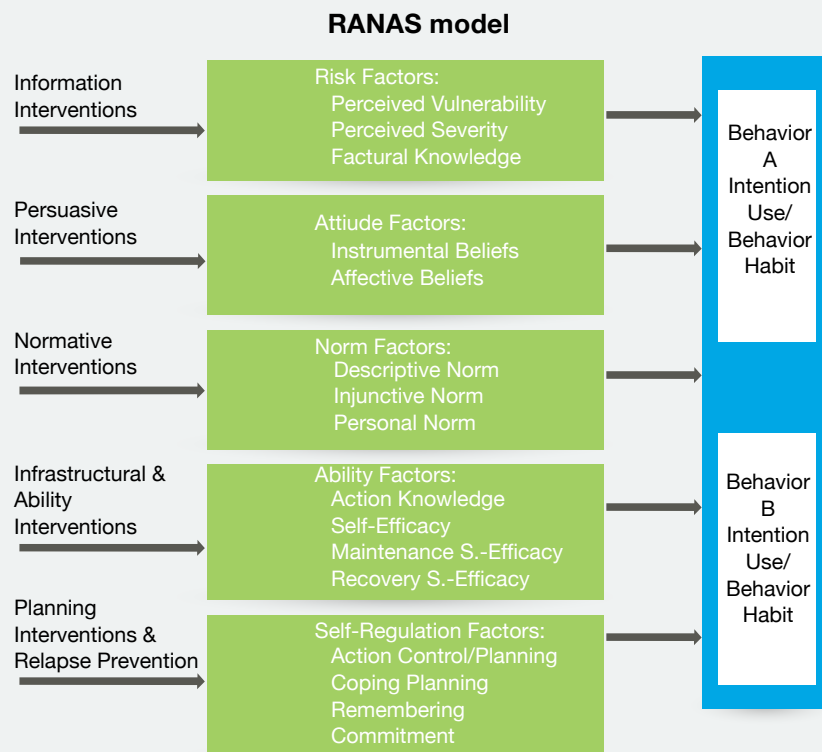 RANAS model
Information
Interventions
Risk Factors:
Perceived Vulnerability
Perceived Severity
Factural Knowledge
Persuasive
Interventions
Attiude Factors:
Instrumental Beliefs
Affective Beliefs
Normative
Interventions
Norm Factors:
Descriptive Norm
Injunctive Norm
Personal Norm
Infrastructural &
Ability
Interventions
Ability Factors:
Action Knowledge
Self-Efficacy
Maintenance S.-Efficacy
Recovery S.-Efficacy
Planning
Interventions &
Relapse Prevention
Self-Regulation Factors:
Action Control/Planning
Coping Planning
Remembering
Commitment
Behavior
A
Intention
Use/
Behavior
Habit
Behavior
B
Intention
Use/
Behavior
Habit